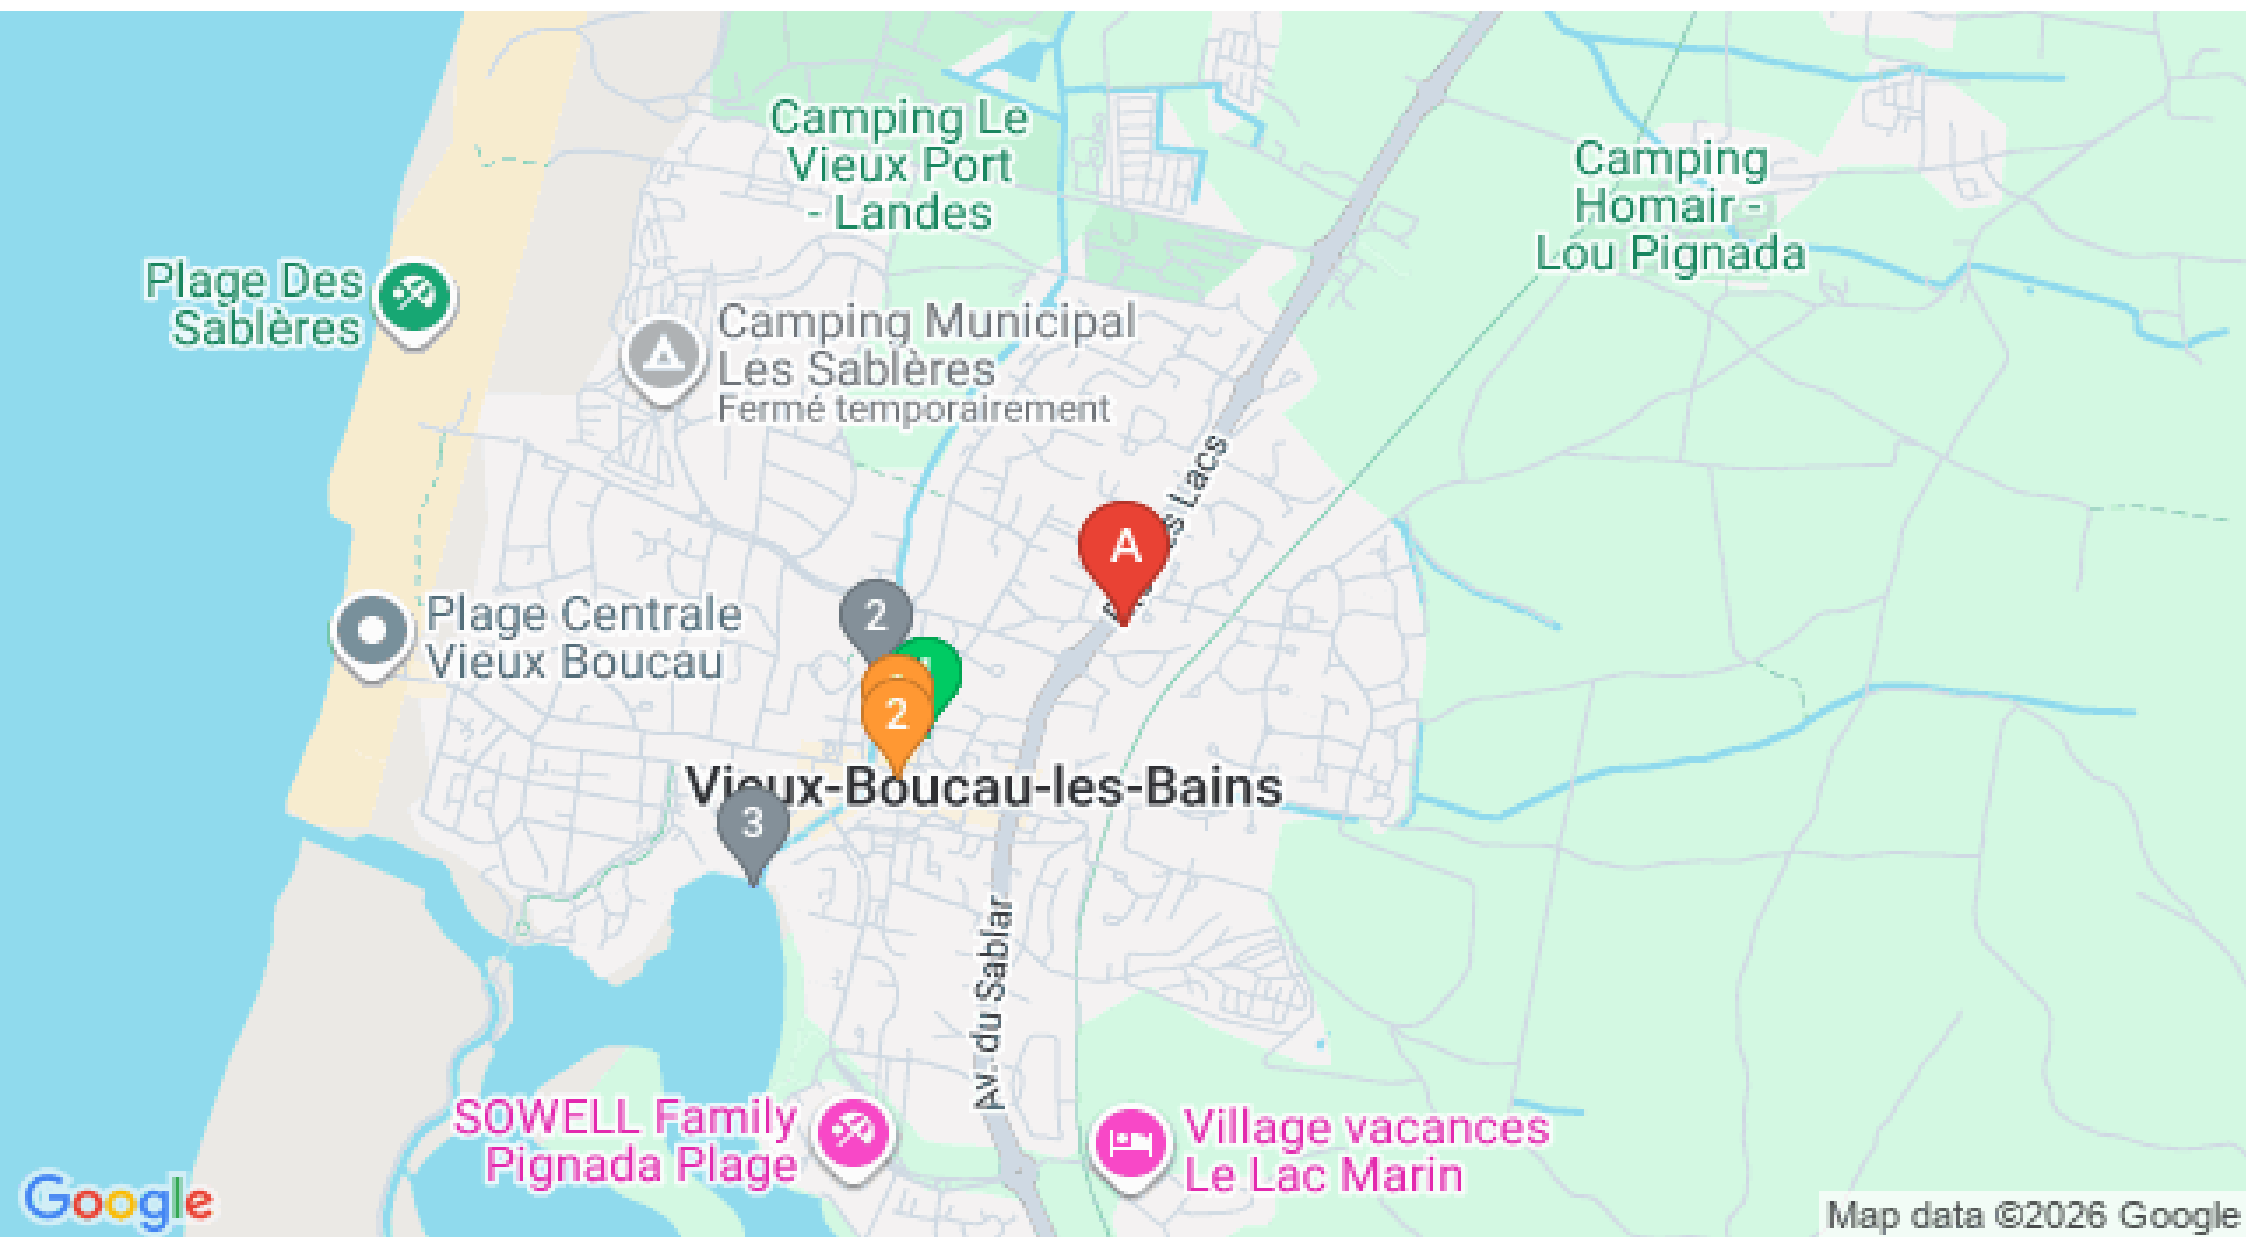 Camping Le
Vieux Port
- Landes
Camping
Homair -
Lou Pignada
Plage Des
Sablères
Camping Municipal
Les Sablères
Fermé temporairement
Lacs
A
2
Plage Centrale
Vieux Boucau
2
Vieux-Boucau-les-Bains
3
Av. du Sablar
SOWELL Family
Pignada Plage
Village vacances
Le Lac Marin
Google
Map data ©2026 Google